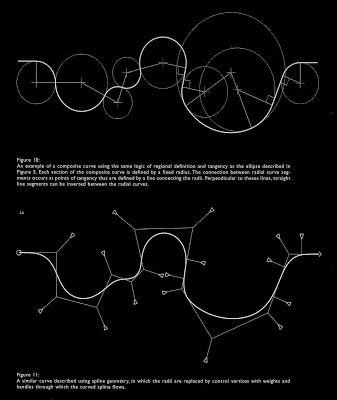 Figure 10:
An example of a composite curve using the same logic of regional definition and tangency as the ellipse described in
Figure 5. Each section of the composite curve is defined by a fixed radius. The connection between radial curve seg-
ments occurs at points of tangency that are defined by a line connecting the radii. Perpendicular to theses lines, straight
line segments can be inserted between the radial curves.
Figure 11:
A similar curve described using spline geometry, in which the radii are replaced by control vertices with weights and
handles through which the curved spline flows.